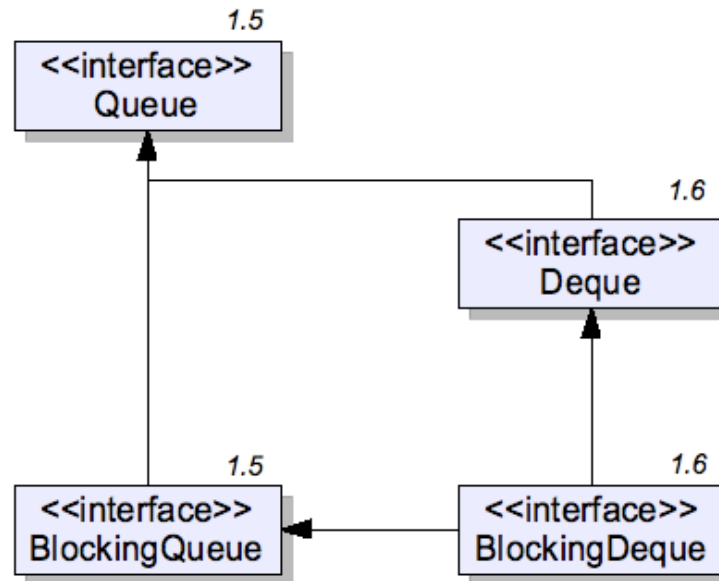 1.5
<<interface>>
Queue
1.6
<<interface>>
Deque
1.5
<<interface>>
BlockingQueue
1.6
<<interface>>
BlockingDeque